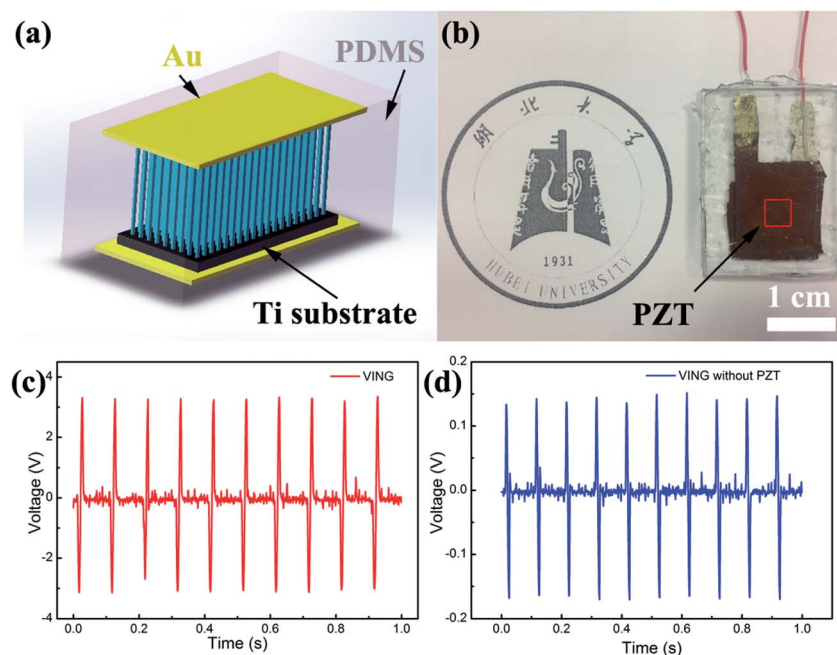 (a)
Au
PDMS
Ti substrate
(b)
湖北大学
1931
HUBEI UNIVERSITY
PZT
1 cm
(c)
VING
4
2
0
-2
-4
Voltage (V)
0.0 0.2 0.4 0.6 0.8 1.0
Time (s)
(d)
VING without PZT
0.2
0.1
0.0
-0.1
-0.2
Voltage (V)
0.0 0.2 0.4 0.6 0.8 1.0
Time (s)